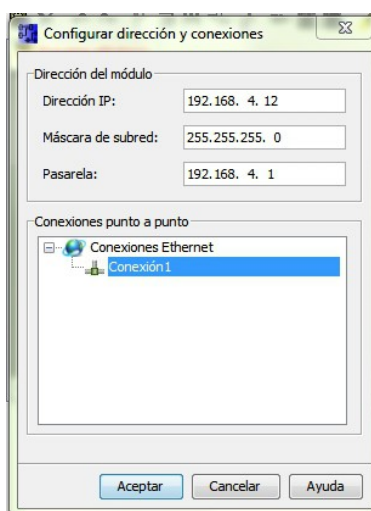 Configurar dirección y conexiones
Dirección del módulo
Dirección IP: 192.168. 4. 12
Máscara de subred: 255.255.255. 0
Pasarela: 192.168. 4. 1
Conexiones punto a punto
Conexiones Ethernet
Conexión1
Aceptar Cancelar Ayuda